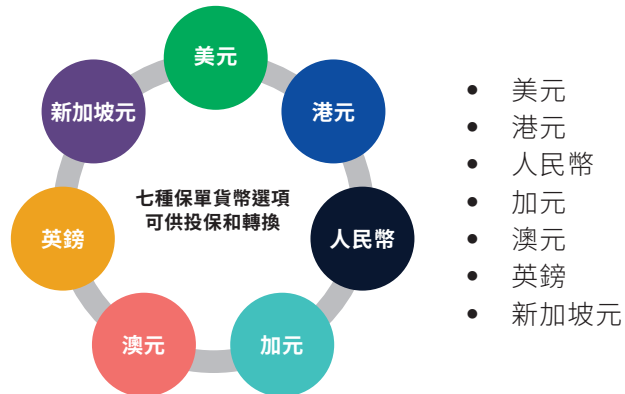 美元
新加坡元
港元
七種保單貨幣選項
可供投保和轉換
英鎊
人民幣
澳元
加元
• 美元
• 港元
• 人民幣
• 加元
• 澳元
• 英鎊
• 新加坡元